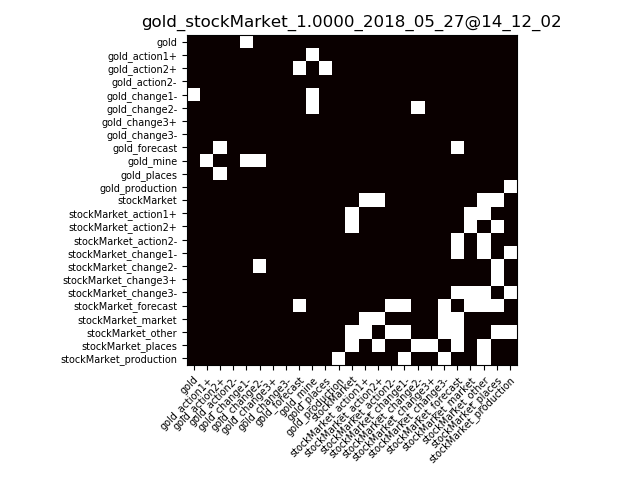 gold_stockMarket_1.0000_2018_05_27@14_12_02
gold
gold_action1+
gold_action2+
gold_action2-
gold_change1-
gold_change2-
gold_change3+
gold_change3-
gold_forecast
gold_mine
gold_places
gold_production
stockMarket
stockMarket_action1+
stockMarket_action2+
stockMarket_action2-
stockMarket_change1-
stockMarket_change2-
stockMarket_change3+
stockMarket_change3-
stockMarket_forecast
stockMarket_market
stockMarket_other
stockMarket_places
stockMarket_production
gold
gold_action1+
gold_action2+
gold_action2-
gold_change1-
gold_change2-
gold_change3+
gold_change3-
gold_forecast
gold_mine
gold_places
gold_production
stockMarket
stockMarket_action1+
stockMarket_action2+
stockMarket_action2-
stockMarket_change1-
stockMarket_change2-
stockMarket_change3+
stockMarket_change3-
stockMarket_forecast
stockMarket_market
stockMarket_other
stockMarket_places
stockMarket_production